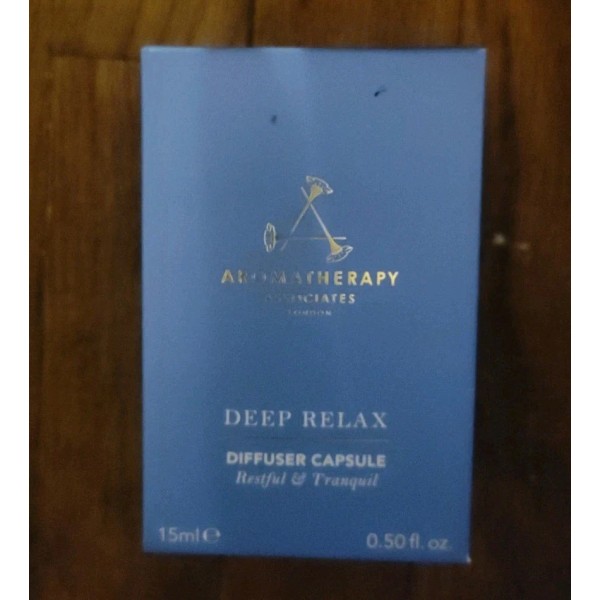 AROMATHERAPY
ASSOCIATES
LONDON
DEEP RELAX
DIFFUSER CAPSULE
Restful & Tranquil
15ml ℮ 0.50 fl. oz.